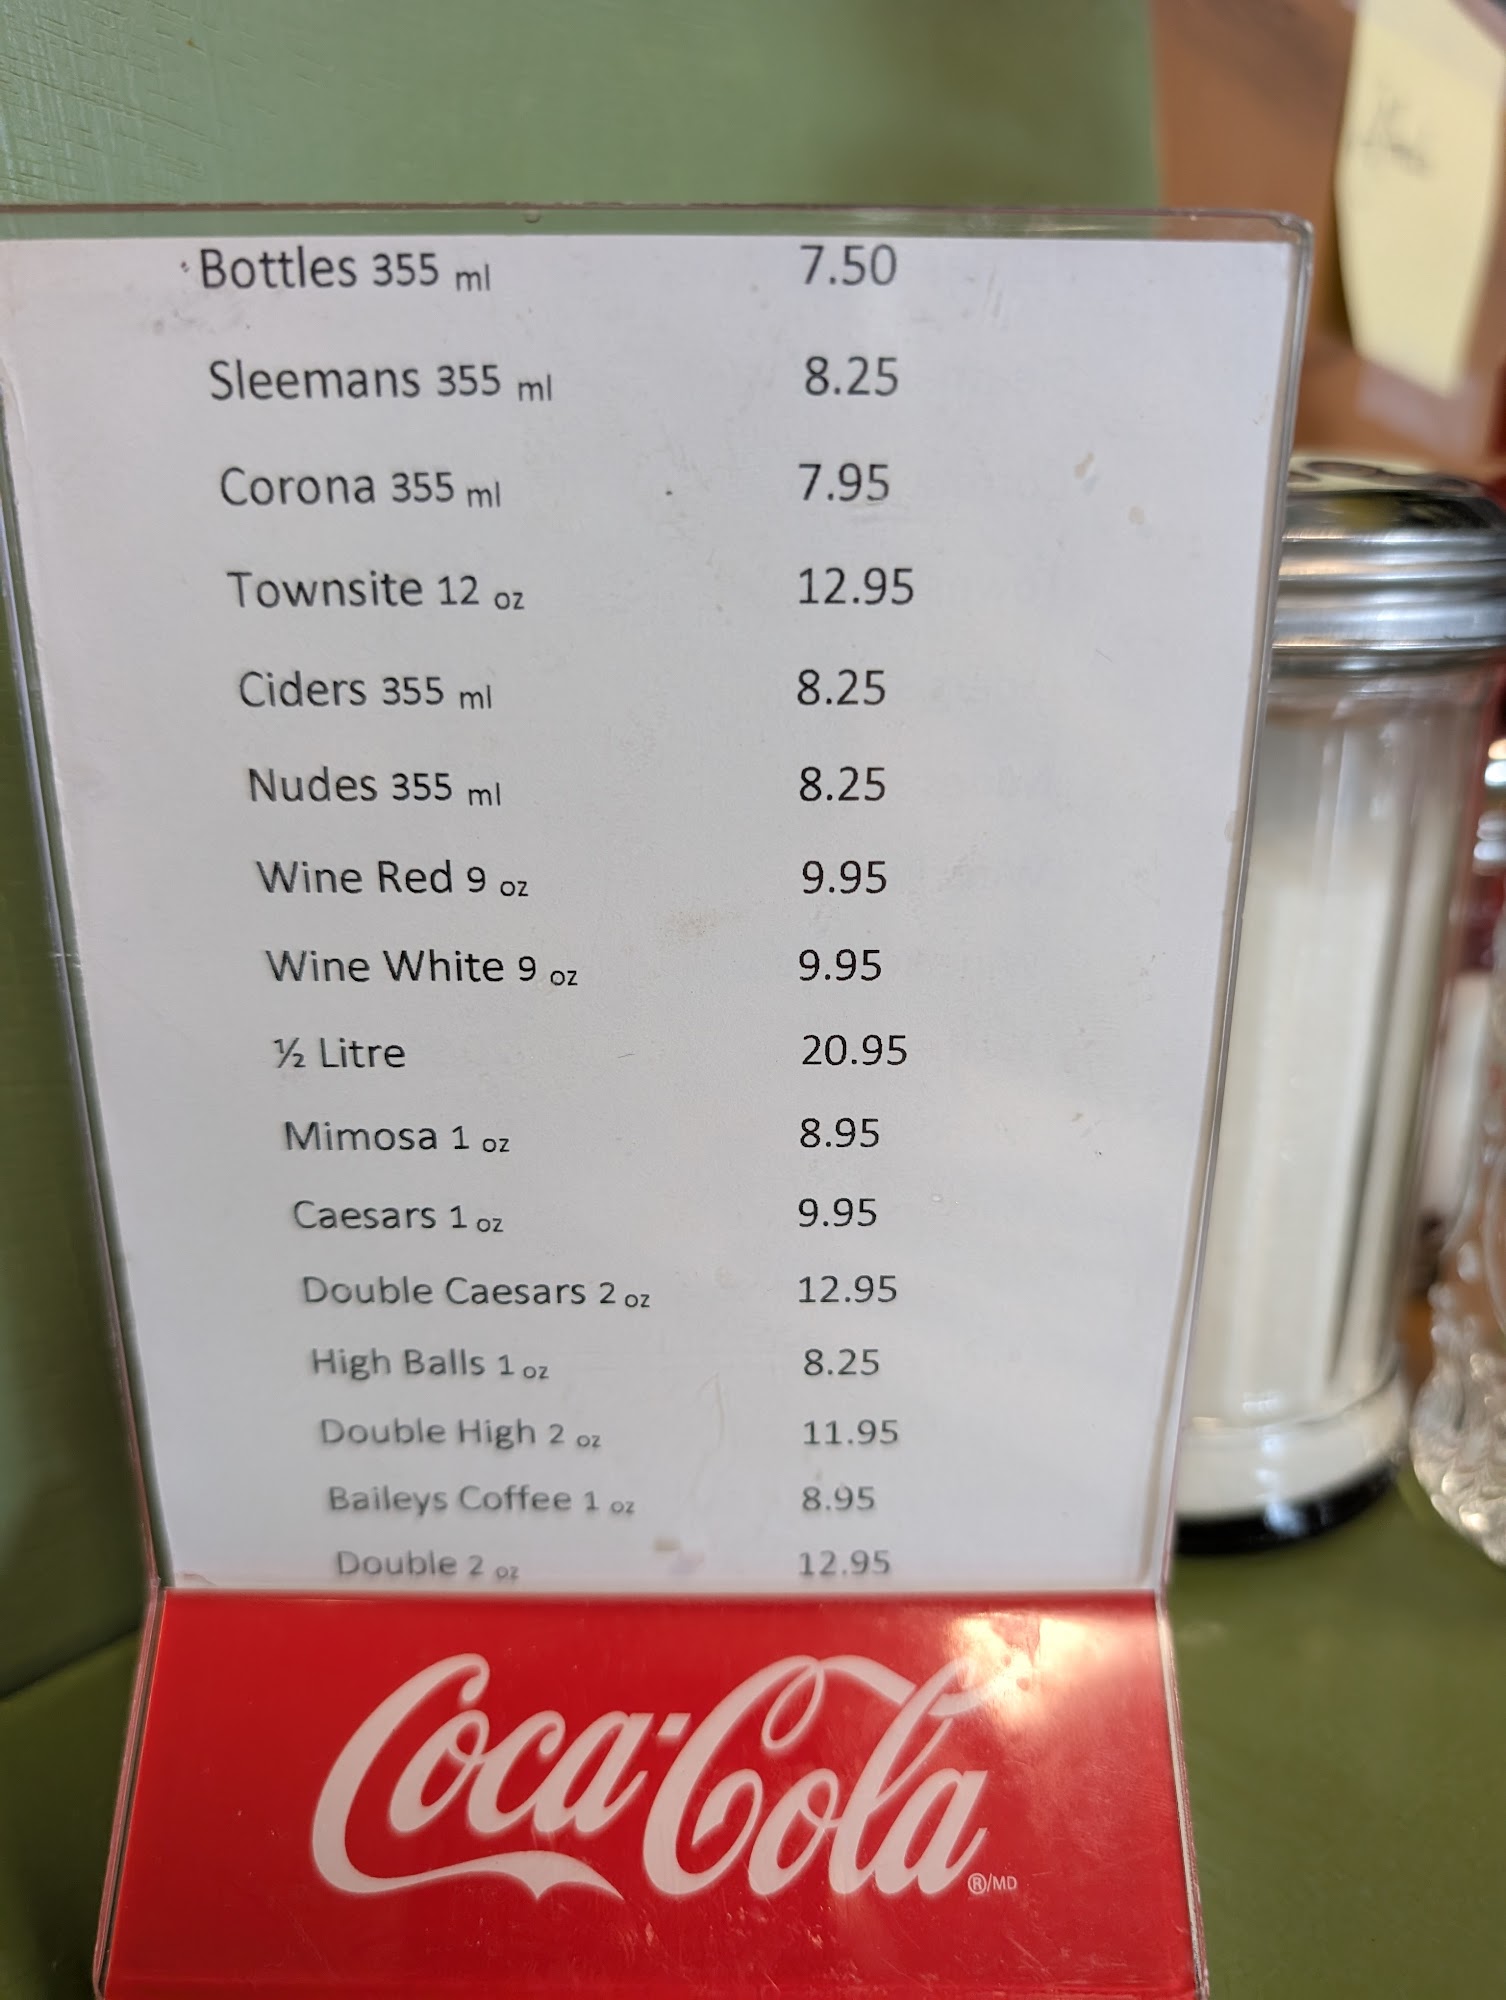 Bottles 355 ml 7.50
Sleemans 355 ml 8.25
Corona 355 ml 7.95
Townsite 12 oz 12.95
Ciders 355 ml 8.25
Nudes 355 ml 8.25
Wine Red 9 oz 9.95
Wine White 9 oz 9.95
½ Litre 20.95
Mimosa 1 oz 8.95
Caesars 1 oz 9.95
Double Caesars 2 oz 12.95
High Balls 1 oz 8.25
Double High 2 oz 11.95
Baileys Coffee 1 oz 8.95
Double 2 oz 12.95
Coca-Cola ®/MD